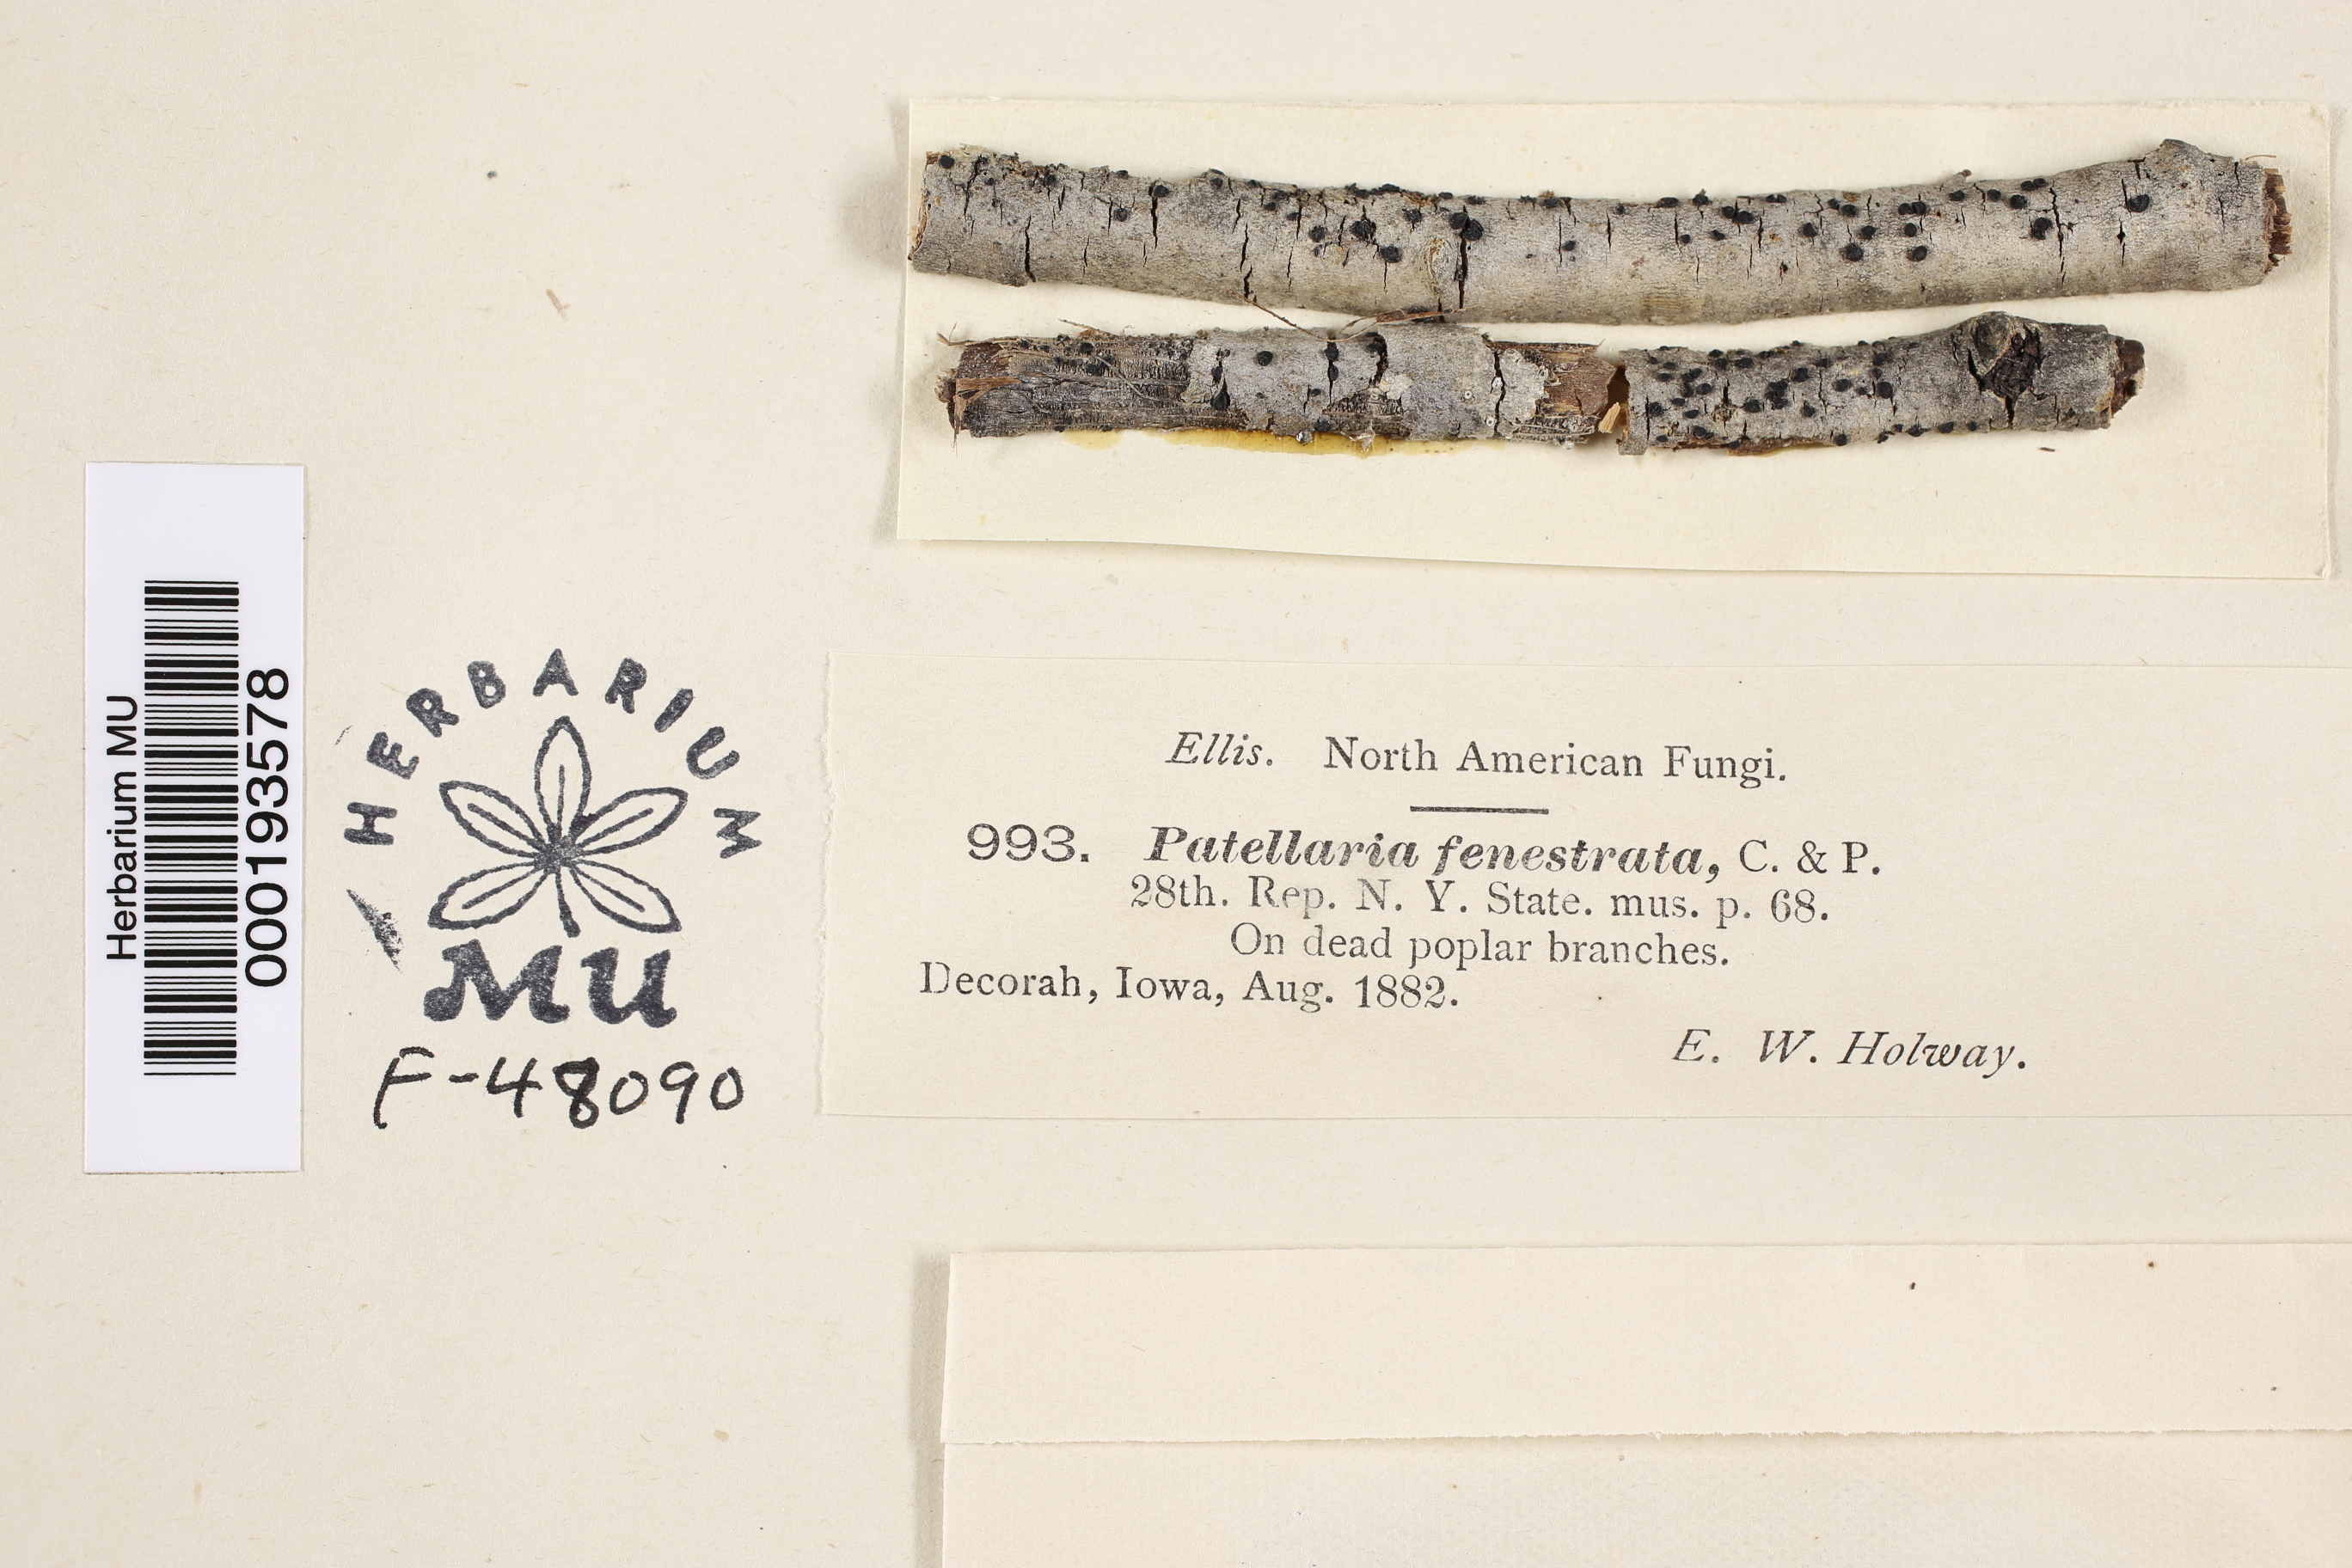 Herbarium MU
000193578
HERBARIUM
MU
F-48090
Ellis. North American Fungi.
993. Patellaria fenestrata, C. & P.
28th. Rep. N. Y. State. mus. p. 68.
On dead poplar branches.
Decorah, Iowa, Aug. 1882.
E. W. Holway.